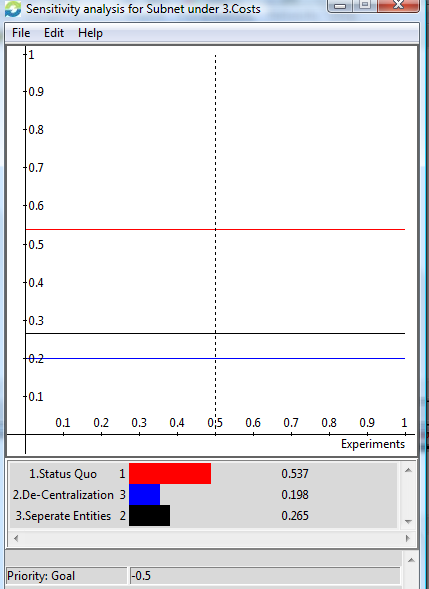 Sensitivity analysis for Subnet under 3.Costs
File Edit Help
1
0.9
0.8
0.7
0.6
0.5
0.4
0.3
0.2
0.1
0.1 0.2 0.3 0.4 0.5 0.6 0.7 0.8 0.9 1
Experiments
1.Status Quo 1 0.537
2.De-Centralization 3 0.198
3.Seperate Entities 2 0.265
Priority: Goal -0.5